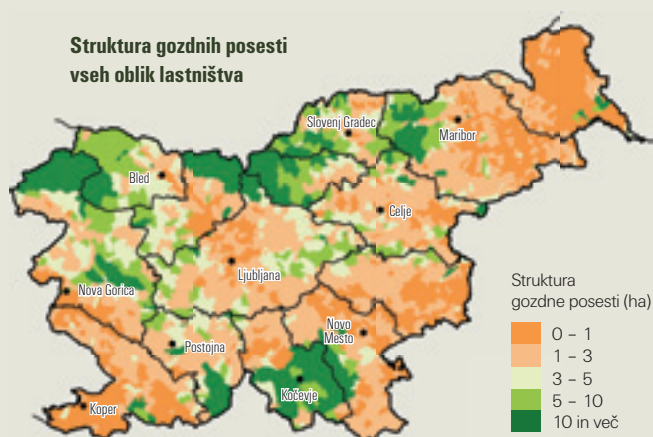 Struktura gozdnih posesti
vseh oblik lastništva
Slovenj Gradec
Maribor
Bled
Celje
Ljubljana
Nova Gorica
Novo
Mesto
Postojna
Kočevje
Koper
Struktura
gozdne posesti (ha)
0 – 1
1 – 3
3 – 5
5 – 10
10 in več